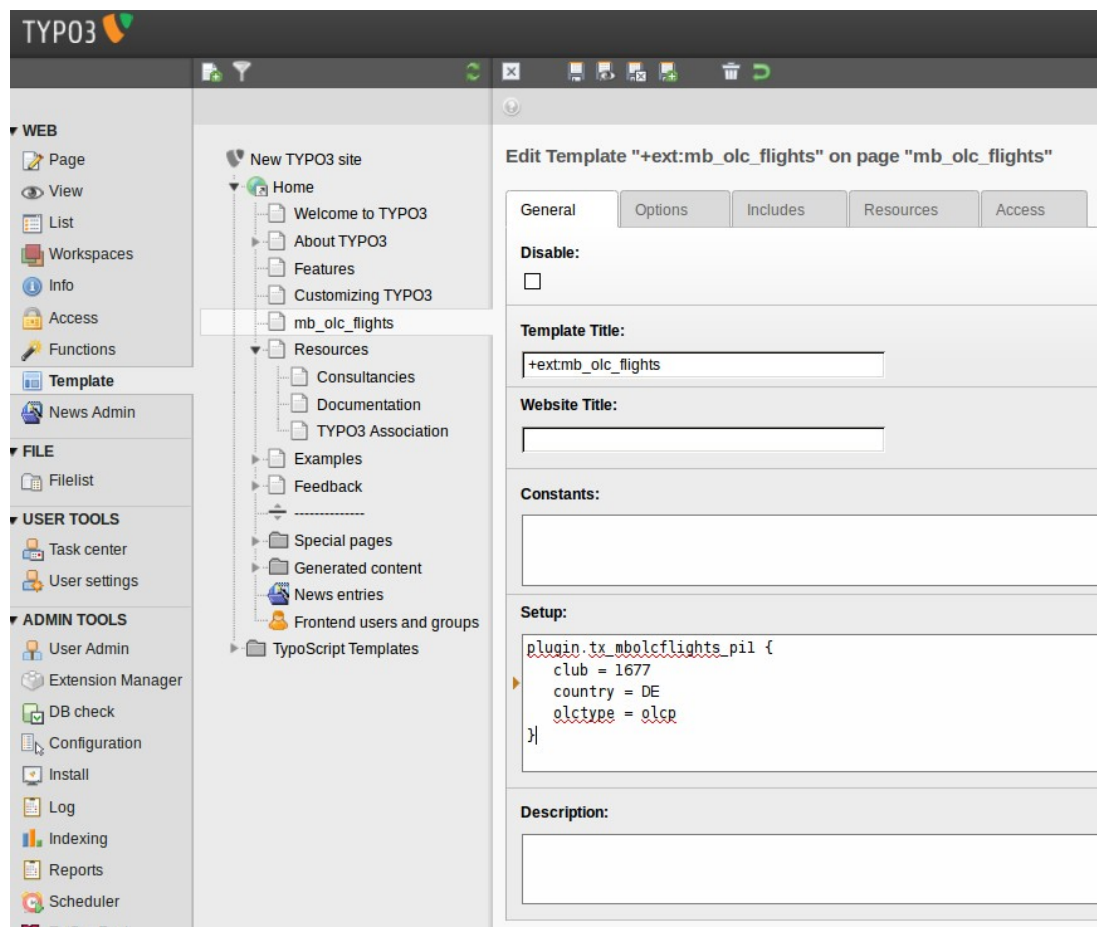 TYPO3
WEB
Page
View
List
Workspaces
Info
Access
Functions
Template
News Admin
FILE
Filelist
USER TOOLS
Task center
User settings
ADMIN TOOLS
User Admin
Extension Manager
DB check
Configuration
Install
Log
Indexing
Reports
Scheduler
New TYPO3 site
Home
Welcome to TYPO3
About TYPO3
Features
Customizing TYPO3
mb_olc_flights
Resources
Consultancies
Documentation
TYPO3 Association
Examples
Feedback
--------------
Special pages
Generated content
News entries
Frontend users and groups
TypoScript Templates
Edit Template "+ext:mb_olc_flights" on page "mb_olc_flights"
General Options Includes Resources Access
Disable:
Template Title:
+ext:mb_olc_flights
Website Title:
Constants:
Setup:
plugin.tx_mbolcflights_pi1 {
club = 1677
country = DE
olctype = olcp
}
Description: